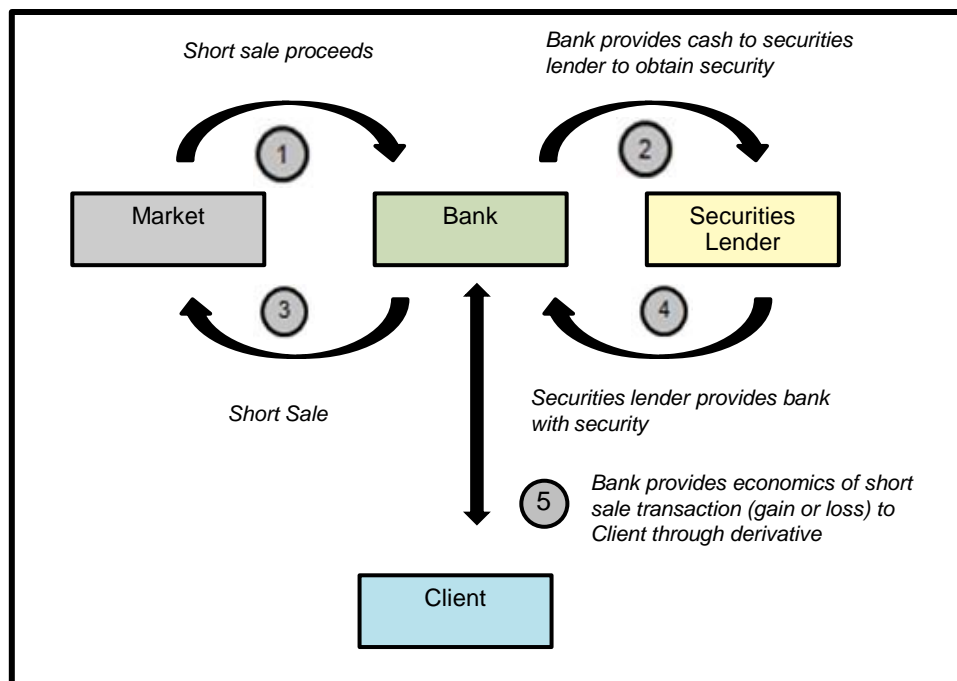 Short sale proceeds
Bank provides cash to securities
lender to obtain security
1
2
Market
Bank
Securities
Lender
3
4
Short Sale
Securities lender provides bank
with security
5
Bank provides economics of short
sale transaction (gain or loss) to
Client through derivative
Client